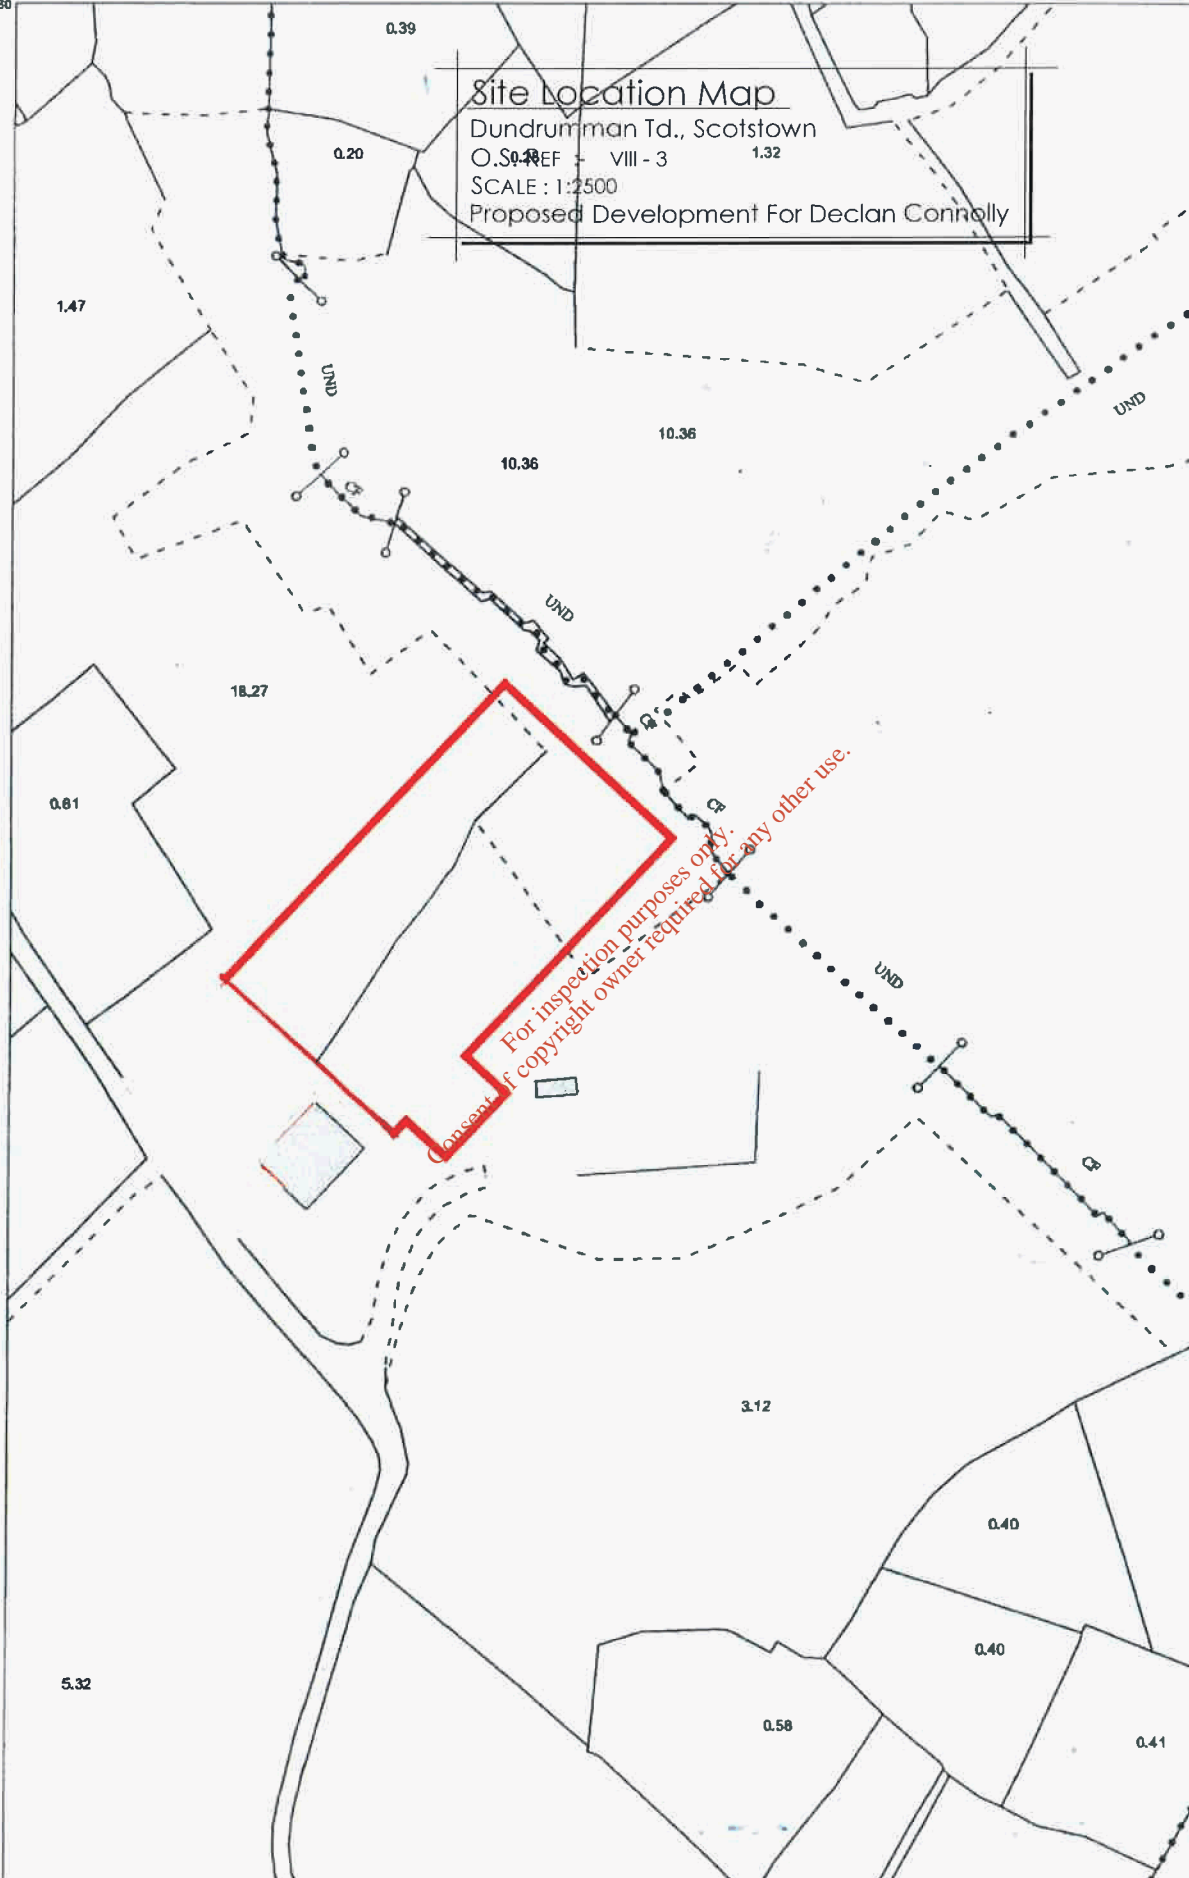 0.39
Site Location Map
Dundrumman Td., Scotstown
O.S. REF :- VIII - 3
SCALE : 1:2500
Proposed Development For Declan Connolly
0.20
1.32
1.47
UND
UND
10.36
10.36
CF
UND
18.27
CF
0.61
CF
For inspection purposes only.
Consent of copyright owner required for any other use.
UND
CF
3.12
0.40
0.40
5.32
0.58
0.41